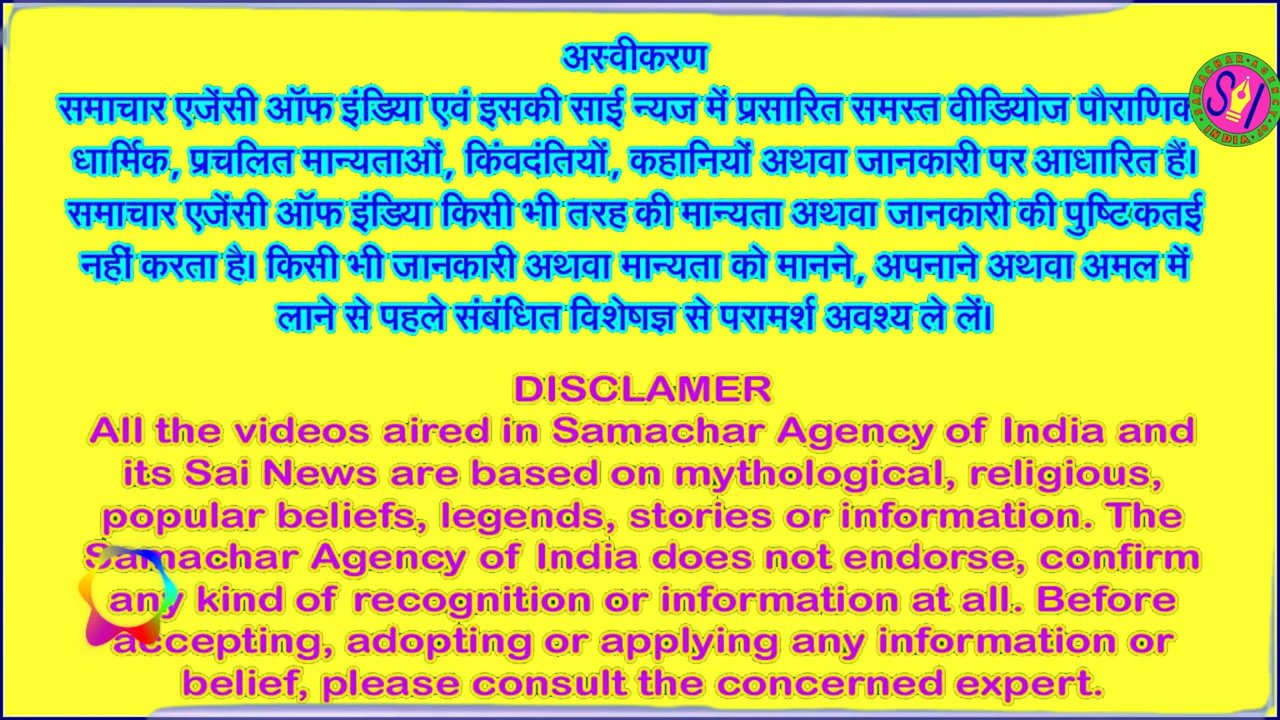 अस्वीकरण
समाचार एजेंसी ऑफ इंडिया एवं इसकी साई न्यज में प्रसारित समस्त वीडियोज पौराणिक
धार्मिक, प्रचलित मान्यताओं, किंवदंतियों, कहानियों अथवा जानकारी पर आधारित हैं।
समाचार एजेंसी ऑफ इंडिया किसी भी तरह की मान्यता अथवा जानकारी की पुष्टि कतई
नहीं करता है। किसी भी जानकारी अथवा मान्यता को मानने, अपनाने अथवा अमल में
लाने से पहले संबंधित विशेषज्ञ से परामर्श अवश्य ले लें।
DISCLAMER
All the videos aired in Samachar Agency of India and
its Sai News are based on mythological, religious,
popular beliefs, legends, stories or information. The
Samachar Agency of India does not endorse, confirm
any kind of recognition or information at all. Before
accepting, adopting or applying any information or
belief, please consult the concerned expert.